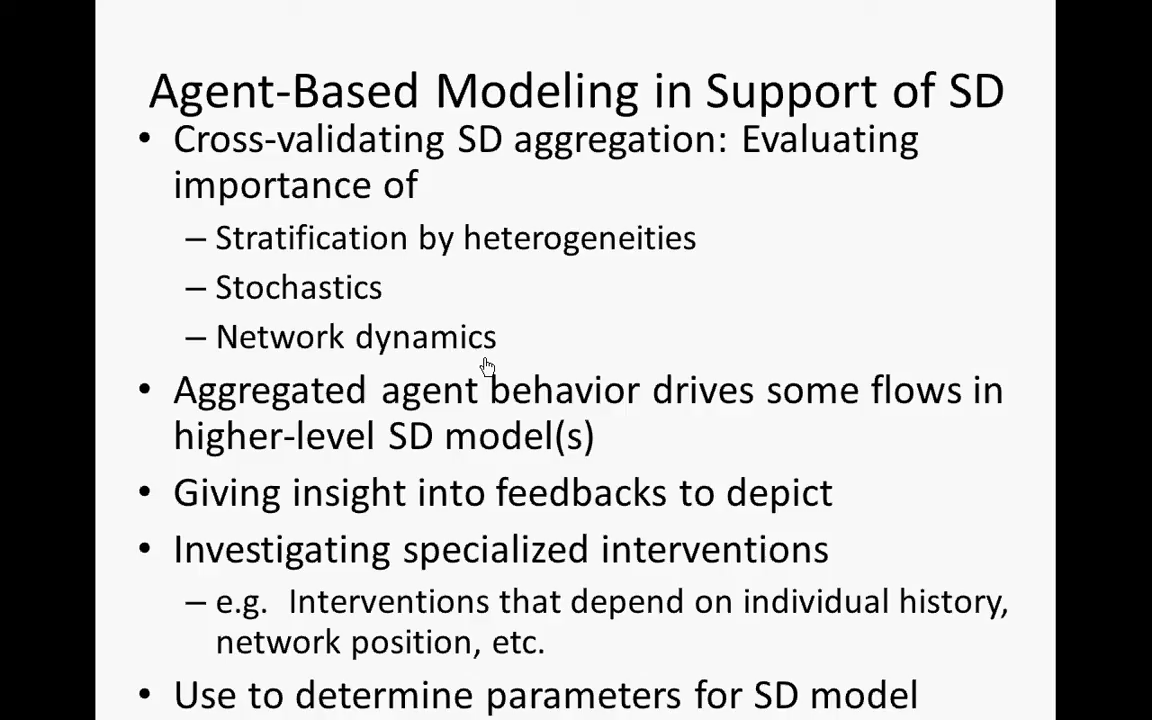 Agent-Based Modeling in Support of SD
• Cross-validating SD aggregation: Evaluating
importance of
– Stratification by heterogeneities
– Stochastics
– Network dynamics
• Aggregated agent behavior drives some flows in
higher-level SD model(s)
• Giving insight into feedbacks to depict
• Investigating specialized interventions
– e.g. Interventions that depend on individual history,
network position, etc.
• Use to determine parameters for SD model